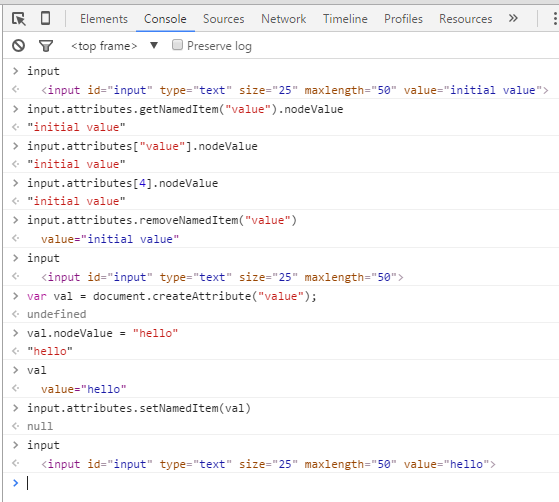 Elements Console Sources Network Timeline Profiles Resources »
<top frame> ▼ Preserve log
> input
<input id="input" type="text" size="25" maxlength="50" value="initial value">
> input.attributes.getNamedItem("value").nodeValue
"initial value"
> input.attributes["value"].nodeValue
"initial value"
> input.attributes[4].nodeValue
"initial value"
> input.attributes.removeNamedItem("value")
value="initial value"
> input
<input id="input" type="text" size="25" maxlength="50">
> var val = document.createAttribute("value");
undefined
> val.nodeValue = "hello"
"hello"
> val
value="hello"
> input.attributes.setNamedItem(val)
null
> input
<input id="input" type="text" size="25" maxlength="50" value="hello">
>